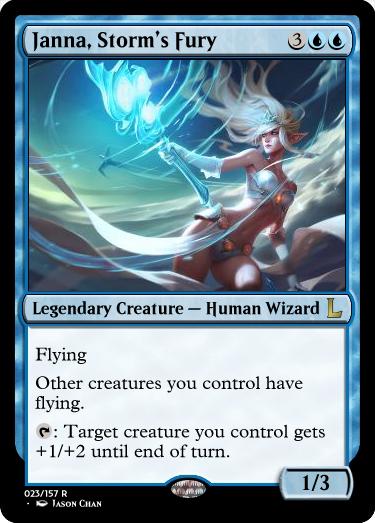 Janna, Storm's Fury 3
Legendary Creature — Human Wizard L
Flying
Other creatures you control have
flying.
: Target creature you control gets
+1/+2 until end of turn.
1/3
023/157 R
Jason Chan